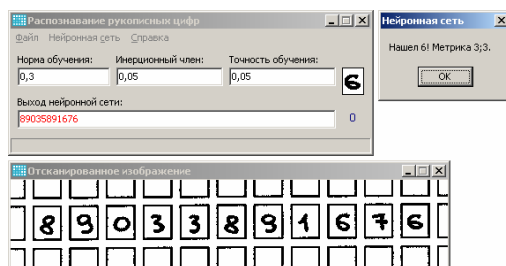 Распознавание рукописных цифр
Файл Нейронная сеть Справка
Норма обучения: Инерционный член: Точность обучения:
0,3 0,05 0,05
6
Выход нейронной сети:
89035891676 0
Нейронная сеть
Нашел 6! Метрика 3;3.
OK
Отсканированное изображение
8 9 0 3 3 8 9 1 6 7 6